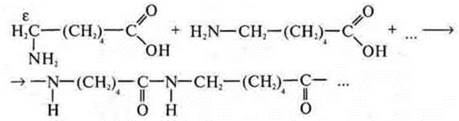 ε
H₂C—(CH₂)₄—C(=O)OH + H₂N—CH₂—(CH₂)₄—C(=O)OH + ... ⟶
NH₂
→ —N(H)—(CH₂)₄—C(=O)—N(H)—CH₂—(CH₂)₄—C(=O)— ...